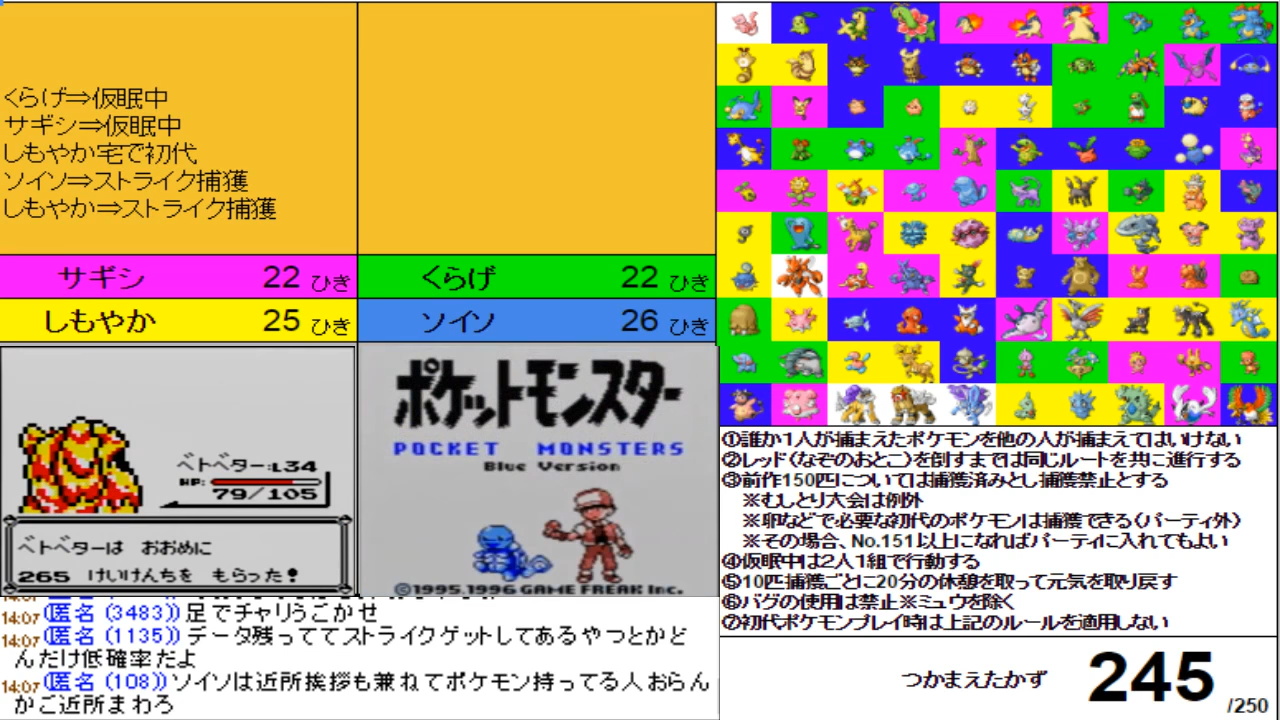 くらげ⇒仮眠中
サギシ⇒仮眠中
しもやか宅で初代
ソイソ⇒ストライク捕獲
しもやか⇒ストライク捕獲
サギシ 22 ひき
くらげ 22 ひき
しもやか 25 ひき
ソイソ 26 ひき
ベトベター:L34
HP:
79/105
ベトベターは おおめに
265 けいけんちを もらった!
ポケットモンスター
POCKET MONSTERS
Blue Version
©1995,1996 GAME FREAK inc.
14:07 (匿名 (3483)) 足でチャリうごかせ
14:07 (匿名 (1135)) データ残っててストライクゲットしてあるやつとかど
んだけ低確率だよ
14:07 (匿名 (108)) ソイソは近所挨拶も兼ねてポケモン持ってる人おらん
かご近所まわろ
①誰か1人が捕まえたポケモンを他の人が捕まえてはいけない
②レッド(なぞのおとこ)を倒すまでは同じルートを共に進行する
③前作150匹については捕獲済みとし捕獲禁止とする
※むしとり大会は例外
※卵などで必要な初代のポケモンは捕獲できる(パーティ外)
※その場合、No.151以上になればパーティに入れてもよい
④仮眠中は2人1組で行動する
⑤10匹捕獲ごとに20分の休憩を取って元気を取り戻す
⑥バグの使用は禁止※ミュウを除く
⑦初代ポケモンプレイ時は上記のルールを適用しない
つかまえたかず 245 /250